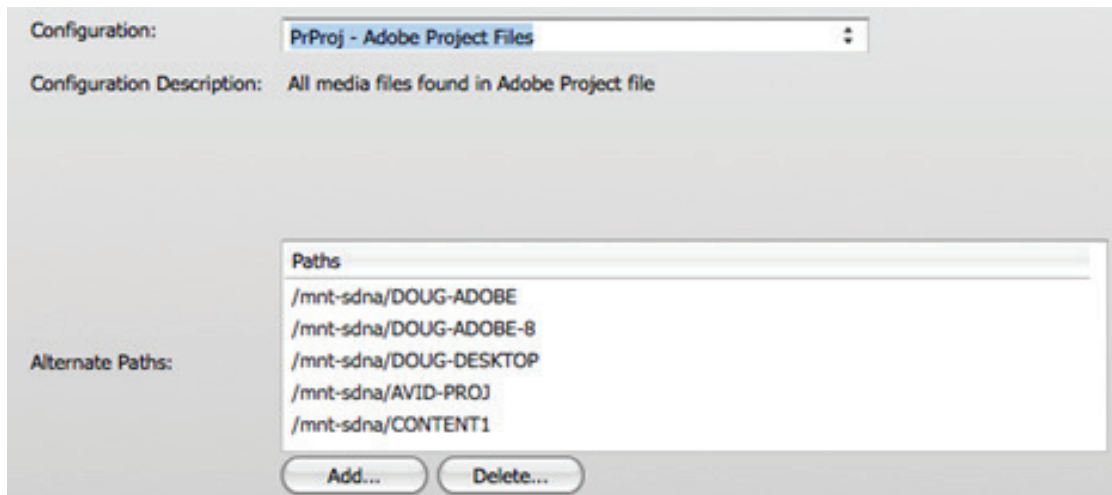 Configuration: PrProj - Adobe Project Files
Configuration Description: All media files found in Adobe Project file
Paths
/mnt-sdna/DOUG-ADOBE
/mnt-sdna/DOUG-ADOBE-8
/mnt-sdna/DOUG-DESKTOP
Alternate Paths:
/mnt-sdna/AVID-PROJ
/mnt-sdna/CONTENT1
Add... Delete...